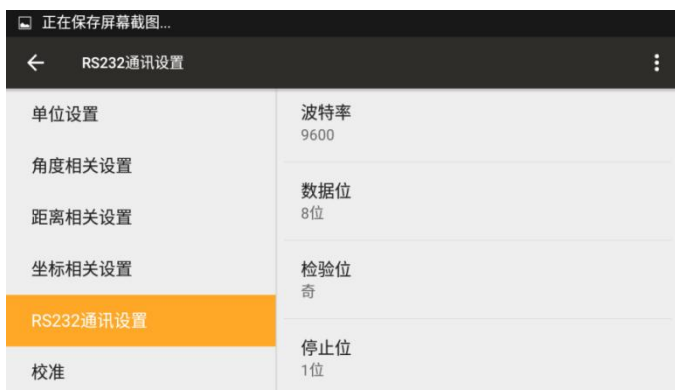 正在保存屏幕截图...
RS232通讯设置
单位设置
角度相关设置
距离相关设置
坐标相关设置
RS232通讯设置
校准
波特率
9600
数据位
8位
检验位
奇
停止位
1位